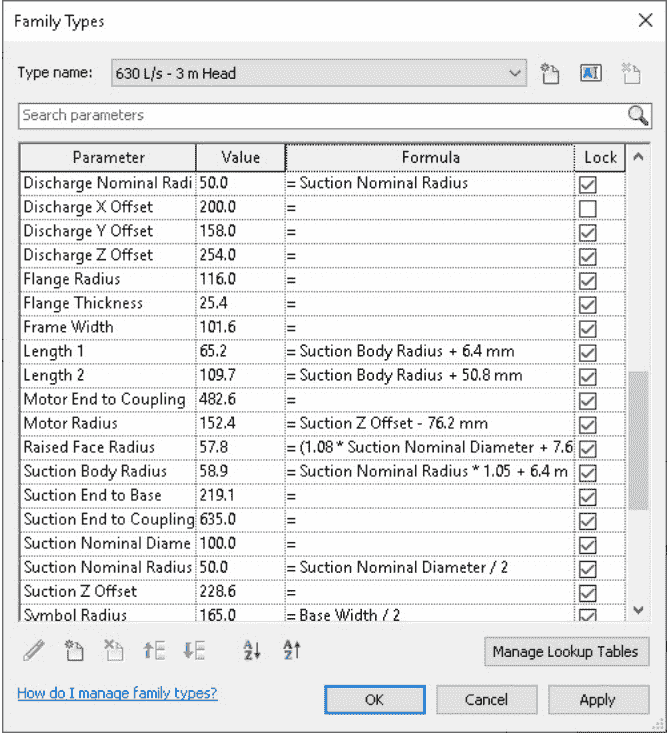 Family Types
Type name: 630 L/s - 3 m Head
Search parameters
Parameter Value Formula Lock
Discharge Nominal Radi 50.0 = Suction Nominal Radius
Discharge X Offset 200.0 =
Discharge Y Offset 158.0 =
Discharge Z Offset 254.0 =
Flange Radius 116.0 =
Flange Thickness 25.4 =
Frame Width 101.6 =
Length 1 65.2 = Suction Body Radius + 6.4 mm
Length 2 109.7 = Suction Body Radius + 50.8 mm
Motor End to Coupling 482.6 =
Motor Radius 152.4 = Suction Z Offset - 76.2 mm
Raised Face Radius 57.8 = (1.08 * Suction Nominal Diameter + 7.6
Suction Body Radius 58.9 = Suction Nominal Radius * 1.05 + 6.4 m
Suction End to Base 219.1 =
Suction End to Coupling 635.0 =
Suction Nominal Diame 100.0 =
Suction Nominal Radius 50.0 = Suction Nominal Diameter / 2
Suction Z Offset 228.6 =
Symbol Radius 165.0 = Base Width / 2
Manage Lookup Tables
How do I manage family types?
OK Cancel Apply